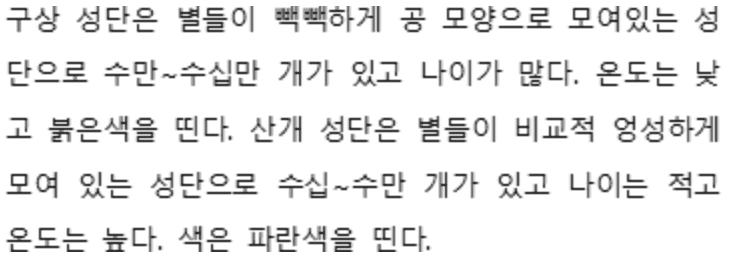 구상 성단은 별들이 빽빽하게 공 모양으로 모여있는 성
단으로 수만~수십만 개가 있고 나이가 많다. 온도는 낮
고 붉은색을 띤다. 산개 성단은 별들이 비교적 엉성하게
모여 있는 성단으로 수십~수만 개가 있고 나이는 적고
온도는 높다. 색은 파란색을 띤다.